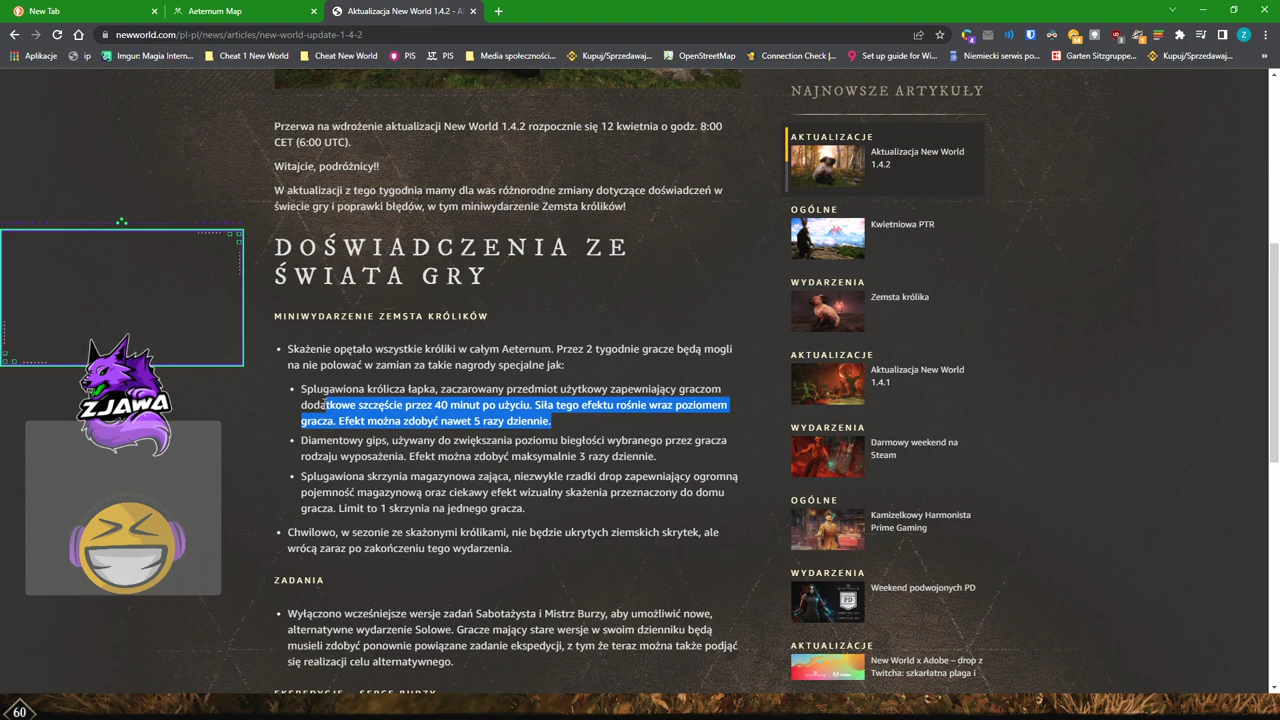 New Tab
Aeternum Map
Aktualizacja New World 1.4.2 - Akt
newworld.com/pl-pl/news/articles/new-world-update-1-4-2
Z
Aplikacje
ip
Imgur: Magia Intern...
Cheat 1 New World
Cheat New World
PIS
PIS
Media społeczności...
Kupuj/Sprzedawaj...
OpenStreetMap
Connection Check |...
Set up guide for Wi...
Niemiecki serwis po...
Garten Sitzgruppe...
Kupuj/Sprzedawaj...
Przerwa na wdrożenie aktualizacji New World 1.4.2 rozpocznie się 12 kwietnia o godz. 8:00
CET (6:00 UTC).
Witajcie, podróżnicy!!
W aktualizacji z tego tygodnia mamy dla was różnorodne zmiany dotyczące doświadczeń w
świecie gry i poprawki błędów, w tym miniwydarzenie Zemsta królików!
DOŚWIADCZENIA ZE
ŚWIATA GRY
MINIWYDARZENIE ZEMSTA KRÓLIKÓW
Skażenie opętało wszystkie króliki w całym Aeternum. Przez 2 tygodnie gracze będą mogli
na nie polować w zamian za takie nagrody specjalne jak:
Splugawiona królicza łapka, zaczarowany przedmiot użytkowy zapewniający graczom
dodatkowe szczęście przez 40 minut po użyciu. Siła tego efektu rośnie wraz poziomem
gracza. Efekt można zdobyć nawet 5 razy dziennie.
Diamentowy gips, używany do zwiększania poziomu biegłości wybranego przez gracza
rodzaju wyposażenia. Efekt można zdobyć maksymalnie 3 razy dziennie.
Splugawiona skrzynia magazynowa zająca, niezwykle rzadki drop zapewniający ogromną
pojemność magazynową oraz ciekawy efekt wizualny skażenia przeznaczony do domu
gracza. Limit to 1 skrzynia na jednego gracza.
Chwilowo, w sezonie ze skażonymi królikami, nie będzie ukrytych ziemskich skrytek, ale
wrócą zaraz po zakończeniu tego wydarzenia.
ZADANIA
Wyłączono wcześniejsze wersje zadań Sabotażysta i Mistrz Burzy, aby umożliwić nowe,
alternatywne wydarzenie Solowe. Gracze mający stare wersje w swoim dzienniku będą
musieli zdobyć ponownie powiązane zadanie ekspedycji, z tym że teraz można także podjąć
się realizacji celu alternatywnego.
EKSPEDYCJE – SERCE BURZY
NAJNOWSZE ARTYKUŁY
AKTUALIZACJE
Aktualizacja New World
1.4.2
OGÓLNE
Kwietniowa PTR
WYDARZENIA
Zemsta królika
AKTUALIZACJE
Aktualizacja New World
1.4.1
WYDARZENIA
Darmowy weekend na
Steam
OGÓLNE
Kamizelkowy Harmonista
Prime Gaming
WYDARZENIA
Weekend podwojonych PD
PD
AKTUALIZACJE
New World x Adobe – drop z
Twitcha: szkarłatna plaga i
ZJAWA
60